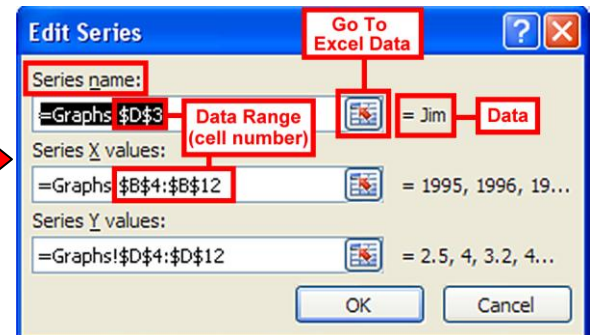 Edit Series
Go To
Excel Data
Series name:
=Graphs $D$3
Data Range
(cell number)
= Jim
Data
Series X values:
=Graphs $B$4:$B$12
= 1995, 1996, 19...
Series Y values:
=Graphs!$D$4:$D$12
= 2.5, 4, 3.2, 4...
OK
Cancel